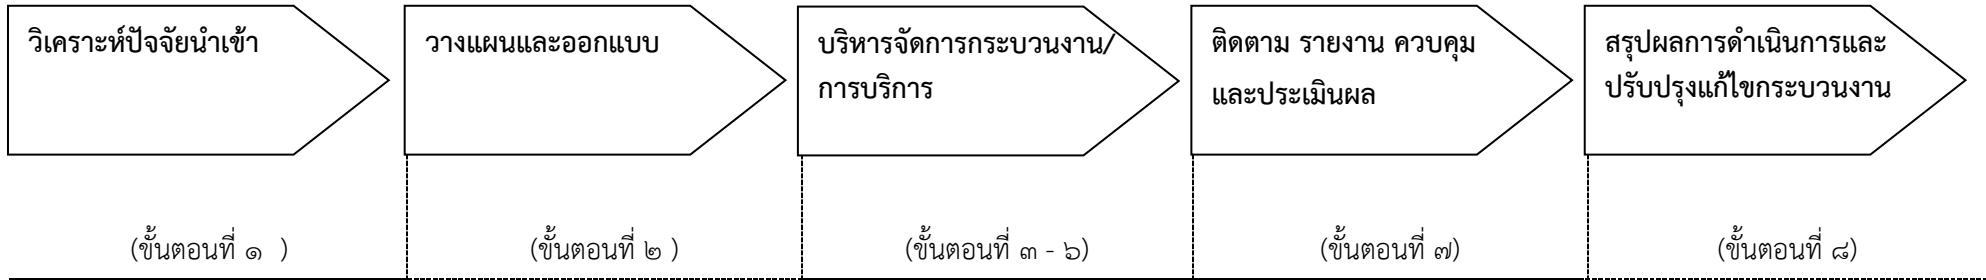 วิเคราะห์ปัจจัยนำเข้า
วางแผนและออกแบบ
บริหารจัดการกระบวนงาน/
การบริการ
ติดตาม รายงาน ควบคุม
และประเมินผล
สรุปผลการดำเนินการและ
ปรับปรุงแก้ไขกระบวนงาน
(ขั้นตอนที่ ๑ )
(ขั้นตอนที่ ๒ )
(ขั้นตอนที่ ๓ - ๖)
(ขั้นตอนที่ ๗)
(ขั้นตอนที่ ๘)